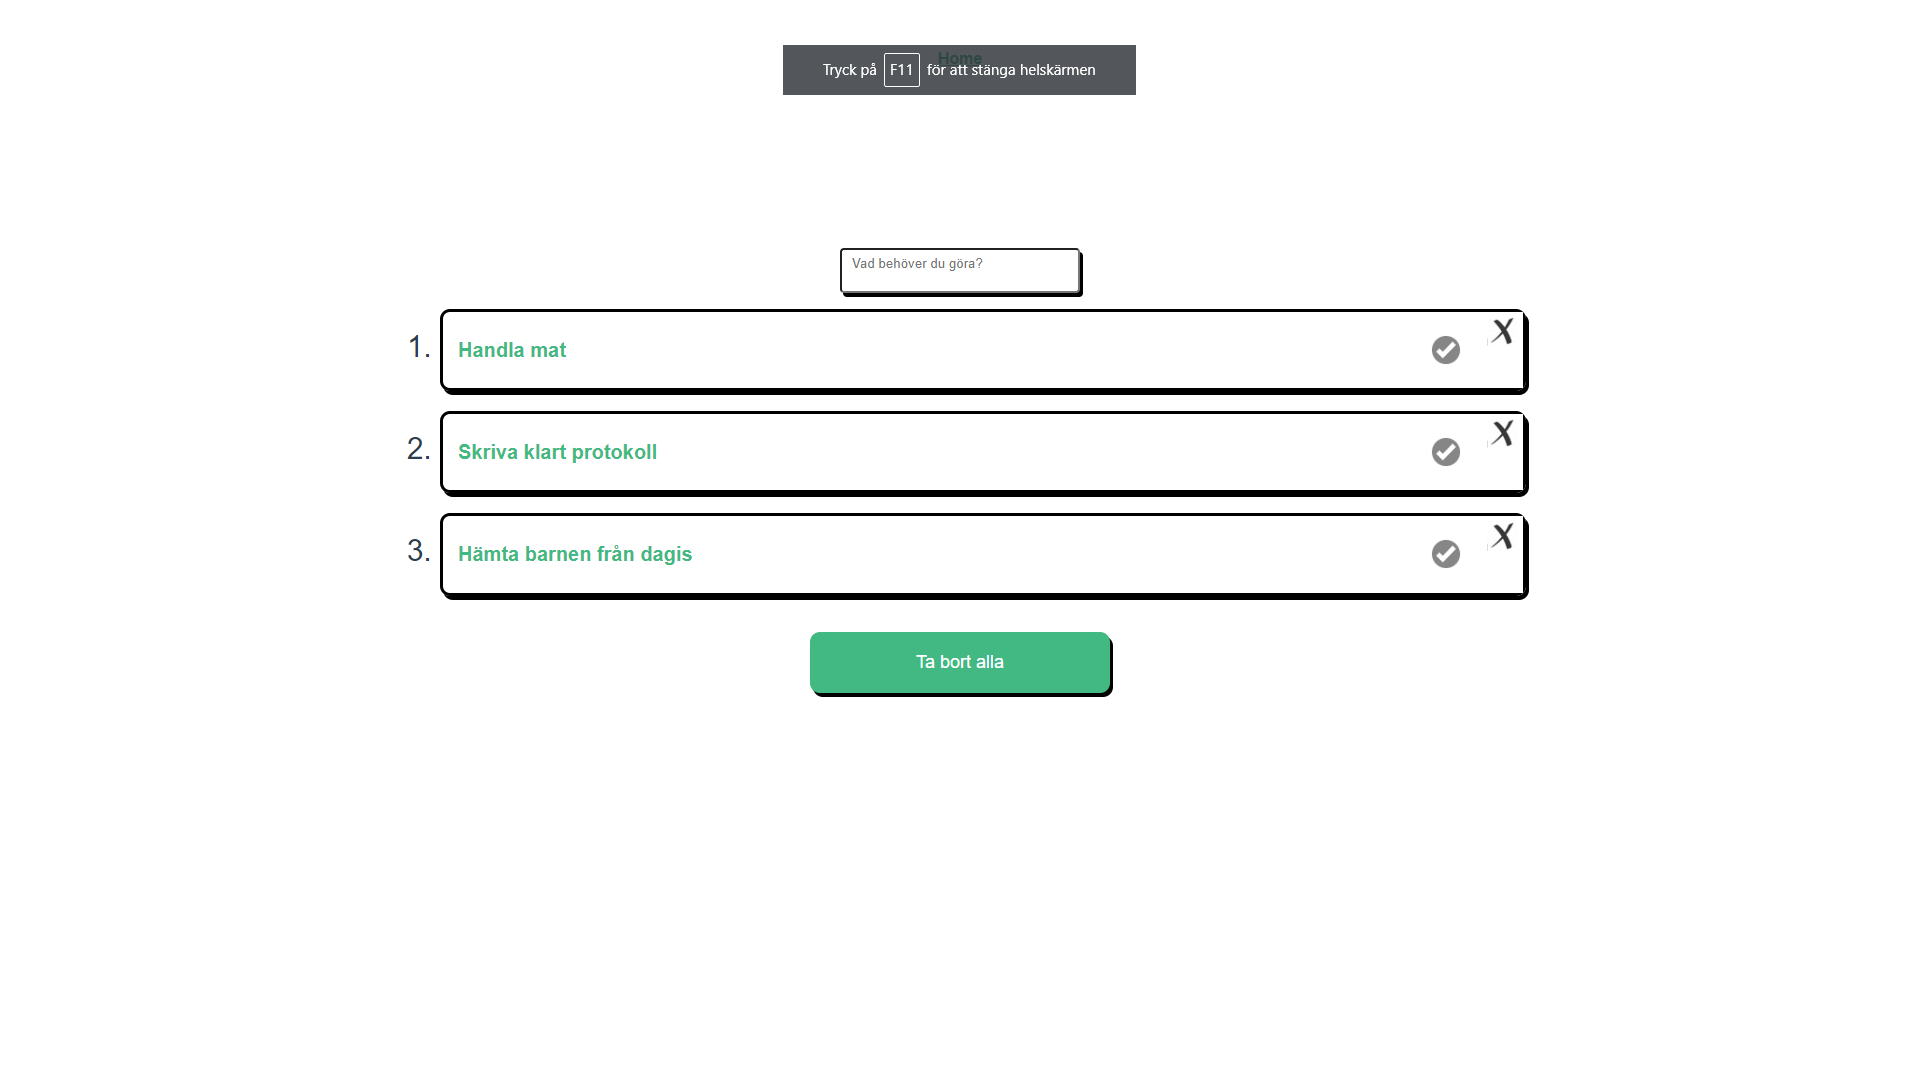 Home
Tryck på F11 för att stänga helskärmen
Vad behöver du göra?
1. Handla mat
2. Skriva klart protokoll
3. Hämta barnen från dagis
Ta bort alla